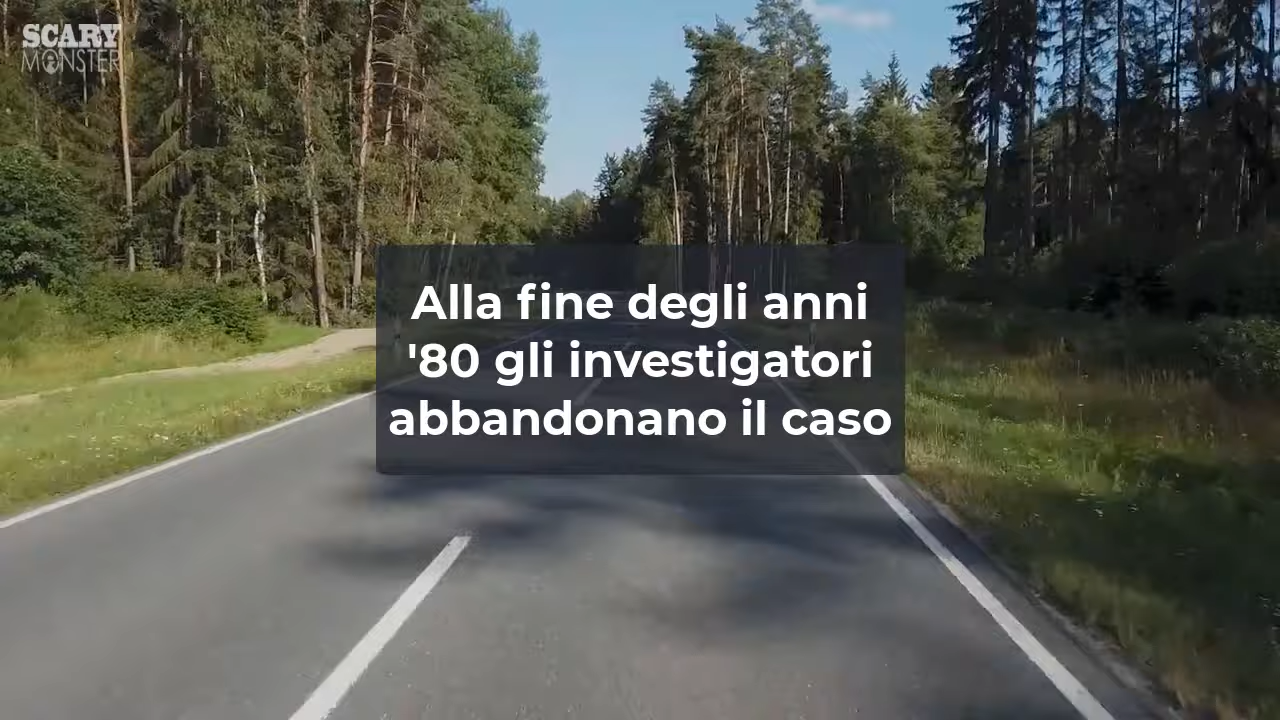 SCARY
MONSTER
Alla fine degli anni
'80 gli investigatori
abbandonano il caso